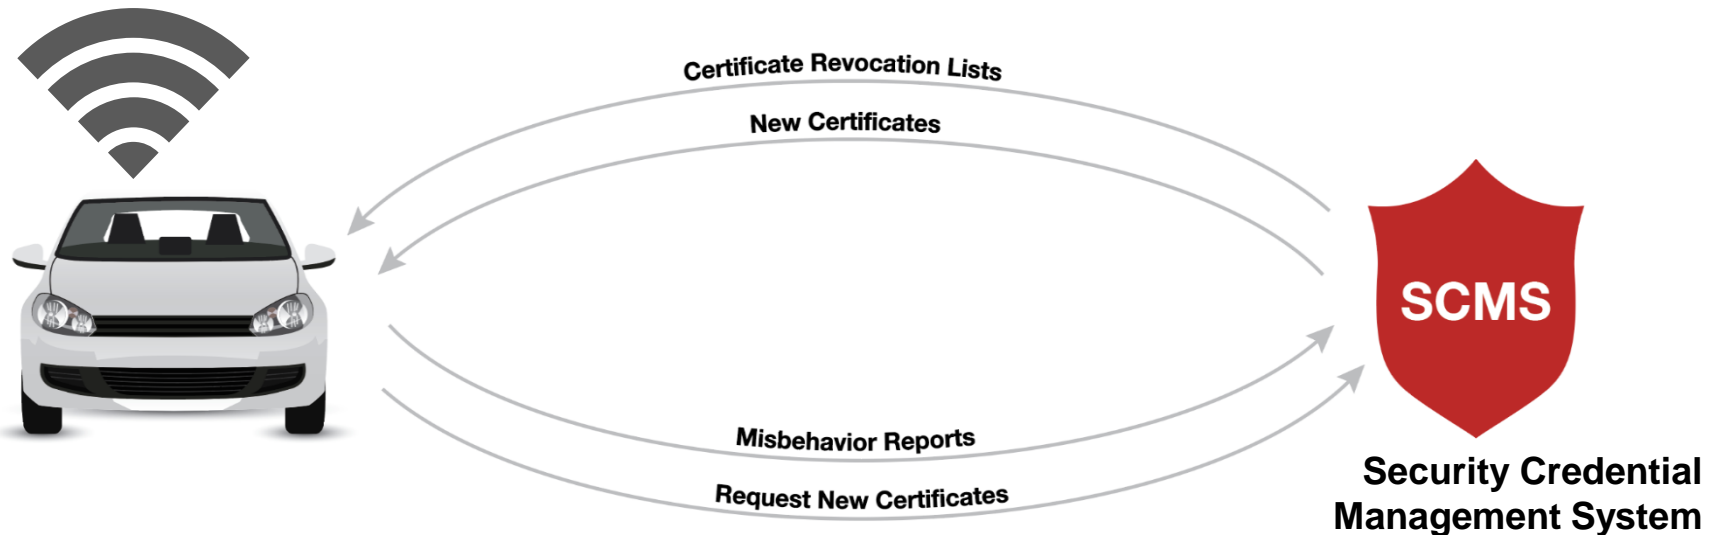 Certificate Revocation Lists
New Certificates
SCMS
Misbehavior Reports
Request New Certificates
Security Credential
Management System